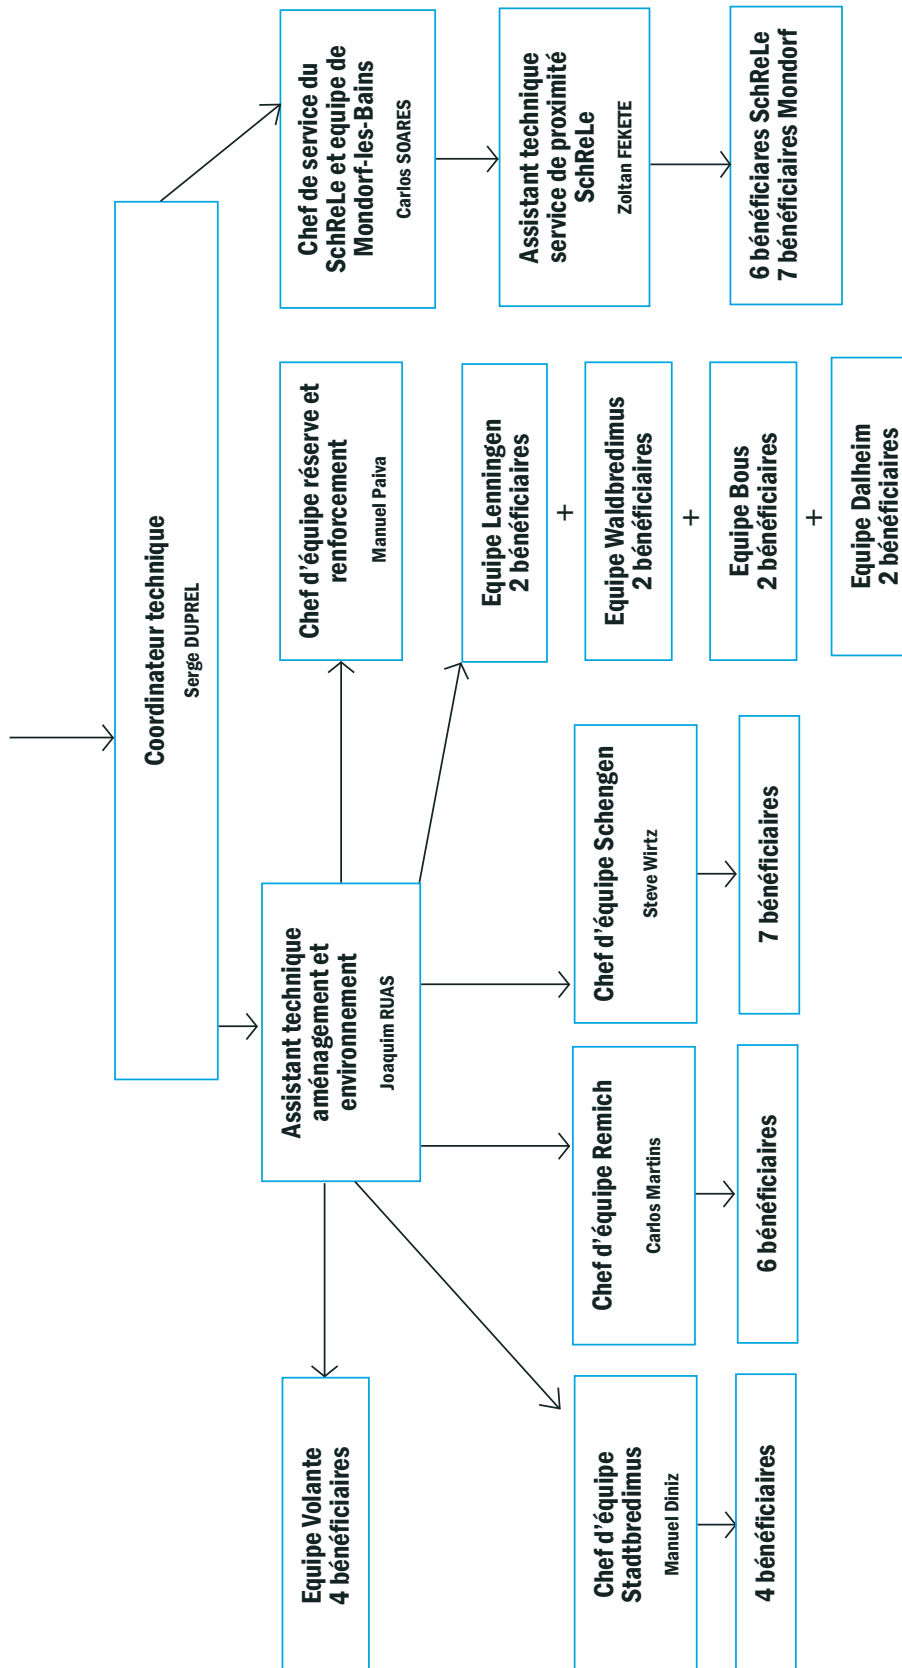 Coordinateur technique
Serge DUPREL
Assistant technique
aménagement et
environnement
Joaquim RUAS
Chef de service du
SchReLe et equipe de
Mondorf-les-Bains
Carlos SOARES
Assistant technique
service de proximité
SchReLe
Zoltan FEKETE
6 bénéficiares SchReLe
7 bénéficiaires Mondorf
Chef d'équipe réserve et
renforcement
Manuel Paiva
Equipe Volante
4 bénéficiaires
Chef d'équipe
Stadtbredimus
Manuel Diniz
4 bénéficiaires
Chef d'équipe Remich
Carlos Martins
6 bénéficiaires
Chef d'équipe Schengen
Steve Wirtz
7 bénéficiaires
Equipe Lenningen
2 bénéficiaires
+
Equipe Waldbredimus
2 bénéficiaires
+
Equipe Bous
2 bénéficiaires
+
Equipe Dalheim
2 bénéficiaires